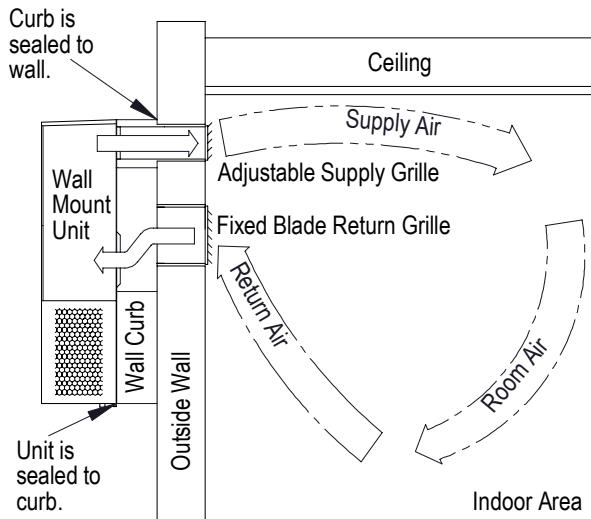 Curb is
sealed to
wall.
Ceiling
Supply Air
Adjustable Supply Grille
Wall
Mount
Unit
Fixed Blade Return Grille
Return Air
Room Air
Wall Curb
Outside Wall
Unit is
sealed to
curb.
Indoor Area